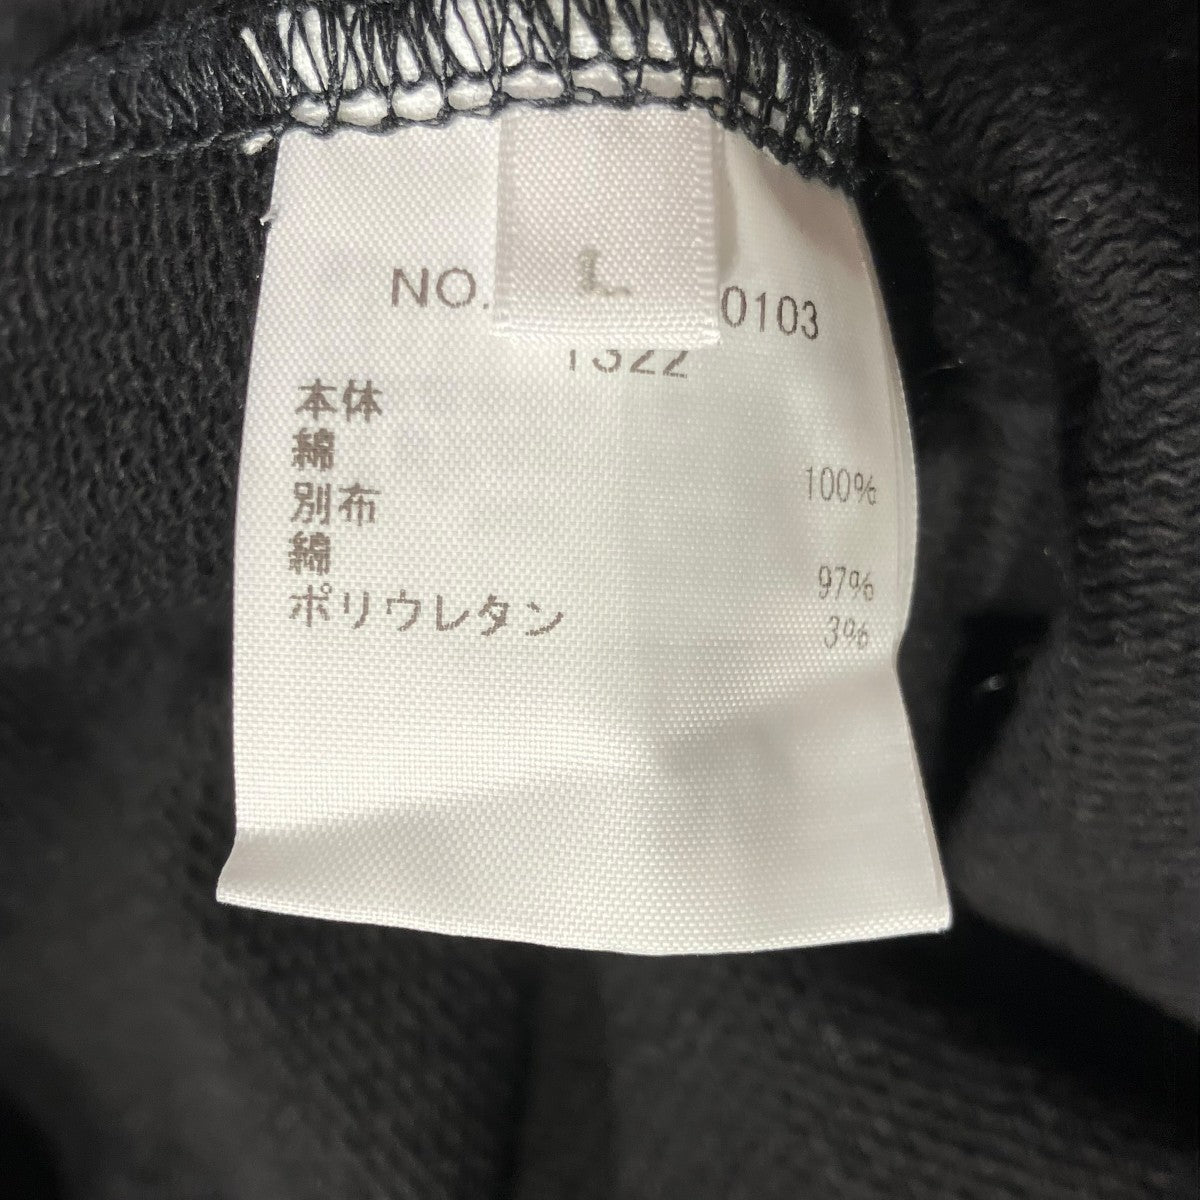 L
NO. 0103
1322
本体
綿 100%
別布
綿 97%
ポリウレタン 3%